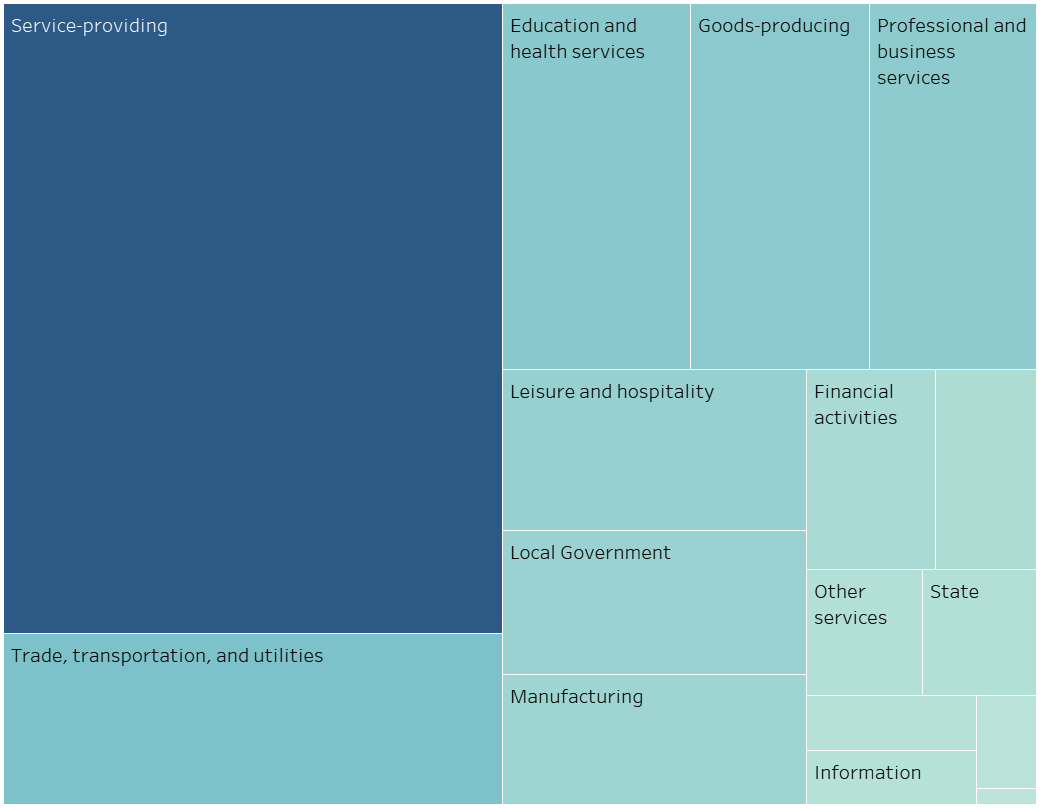 Service-providing
Trade, transportation, and utilities
Education and
health services
Goods-producing
Professional and
business
services
Leisure and hospitality
Local Government
Manufacturing
Financial
activities
Other
services
State
Information